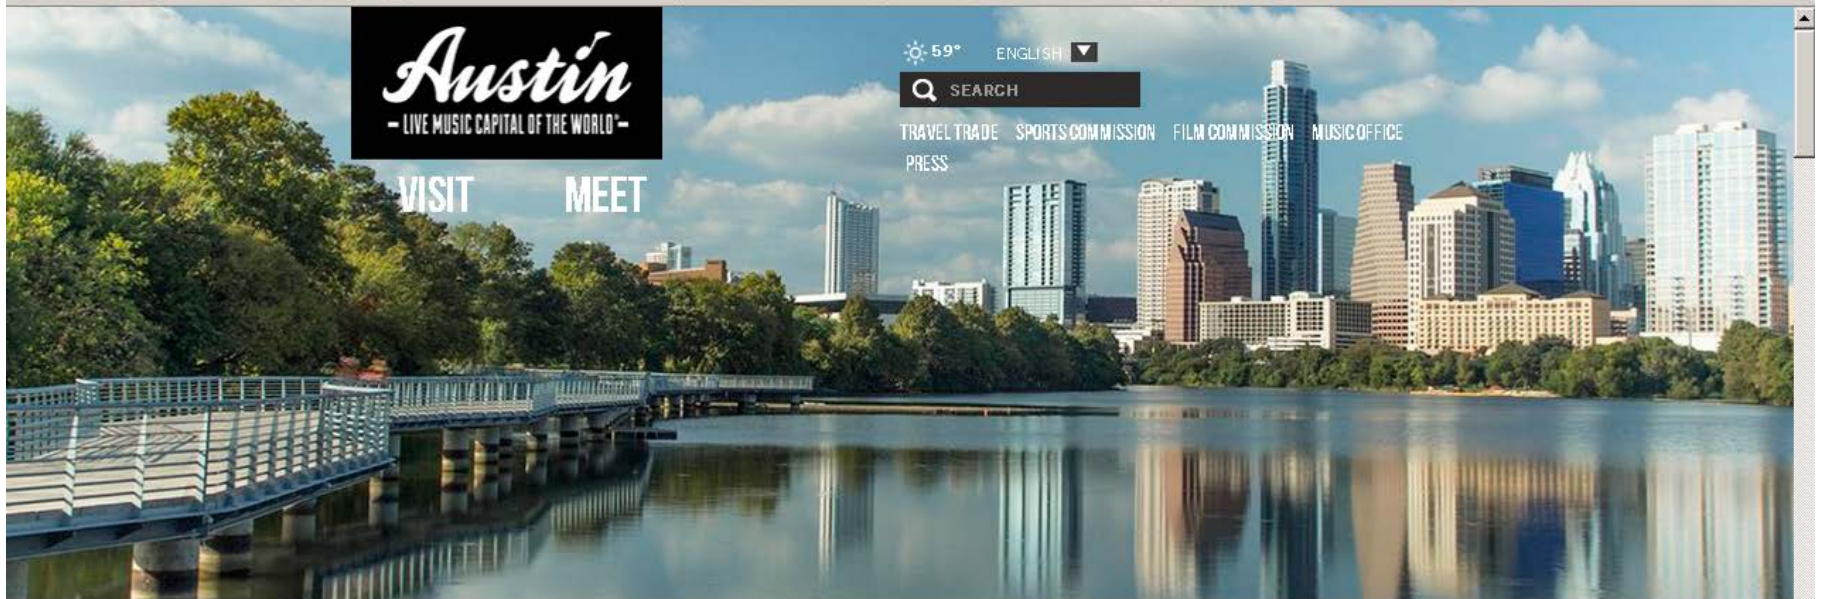 Austin
- LIVE MUSIC CAPITAL OF THE WORLD® -
VISIT MEET
59° ENGLISH
SEARCH
TRAVEL TRADE SPORTS COMMISSION FILM COMMISSION MUSIC OFFICE
PRESS